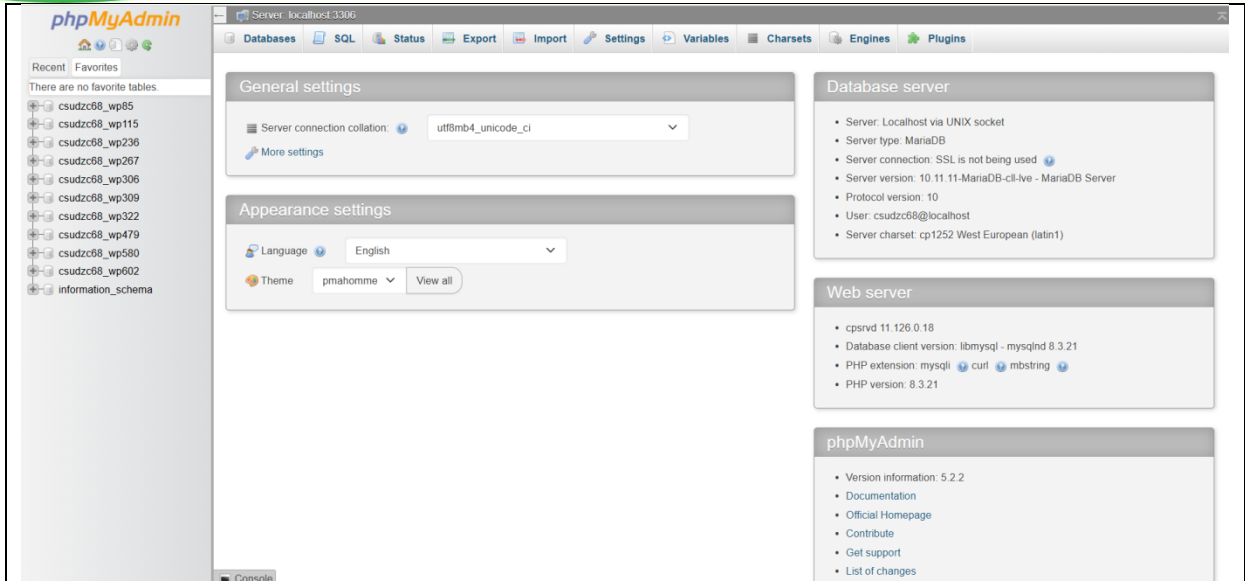 phpMyAdmin
Recent Favorites
There are no favorite tables.
csudzc68_wp85
csudzc68_wp115
csudzc68_wp236
csudzc68_wp267
csudzc68_wp306
csudzc68_wp309
csudzc68_wp322
csudzc68_wp479
csudzc68_wp580
csudzc68_wp602
information_schema
Server: localhost:3306
Databases SQL Status Export Import Settings Variables Charsets Engines Plugins
General settings
Server connection collation: utf8mb4_unicode_ci
More settings
Appearance settings
Language English
Theme pmahomme View all
Database server
• Server: Localhost via UNIX socket
• Server type: MariaDB
• Server connection: SSL is not being used
• Server version: 10.11.11-MariaDB-cll-lve - MariaDB Server
• Protocol version: 10
• User: csudzc68@localhost
• Server charset: cp1252 West European (latin1)
Web server
• cpsrvd 11.126.0.18
• Database client version: libmysql - mysqlnd 8.3.21
• PHP extension: mysqli curl mbstring
• PHP version: 8.3.21
phpMyAdmin
• Version information: 5.2.2
• Documentation
• Official Homepage
• Contribute
• Get support
• List of changes
Console